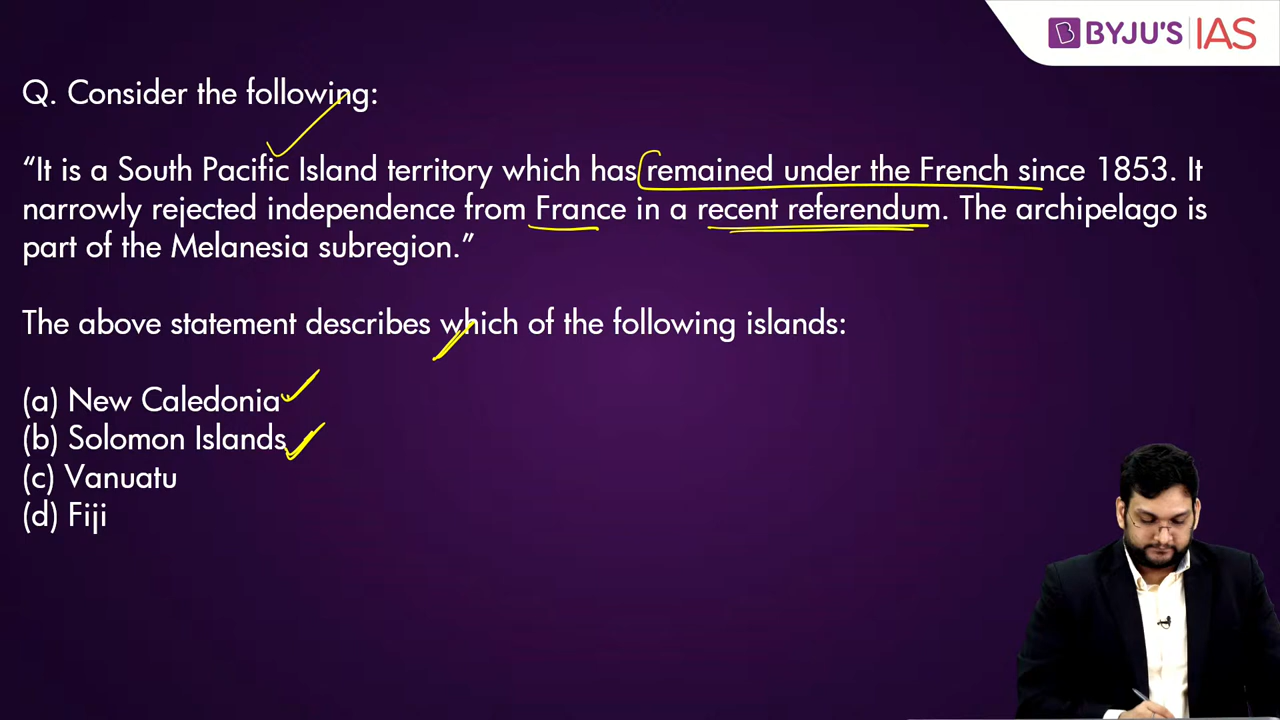 BYJU'S IAS
Q. Consider the following:
“It is a South Pacific Island territory which has remained under the French since 1853. It
narrowly rejected independence from France in a recent referendum. The archipelago is
part of the Melanesia subregion.”
The above statement describes which of the following islands:
(a) New Caledonia
(b) Solomon Islands
(c) Vanuatu
(d) Fiji